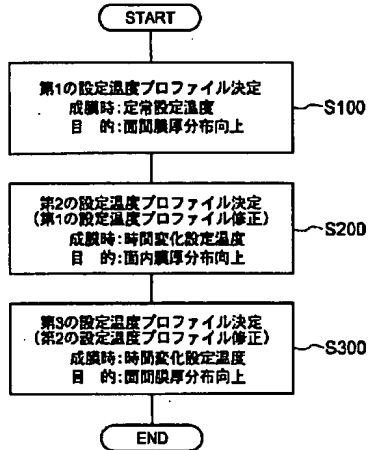 START
第1の設定温度プロファイル決定
成膜時:定常設定温度
目 的:面間膜厚分布向上
S100
第2の設定温度プロファイル決定
(第1の設定温度プロファイル修正)
成膜時:時間変化設定温度
目 的:面内膜厚分布向上
S200
第3の設定温度プロファイル決定
(第2の設定温度プロファイル修正)
成膜時:時間変化設定温度
目 的:面間膜厚分布向上
S300
END